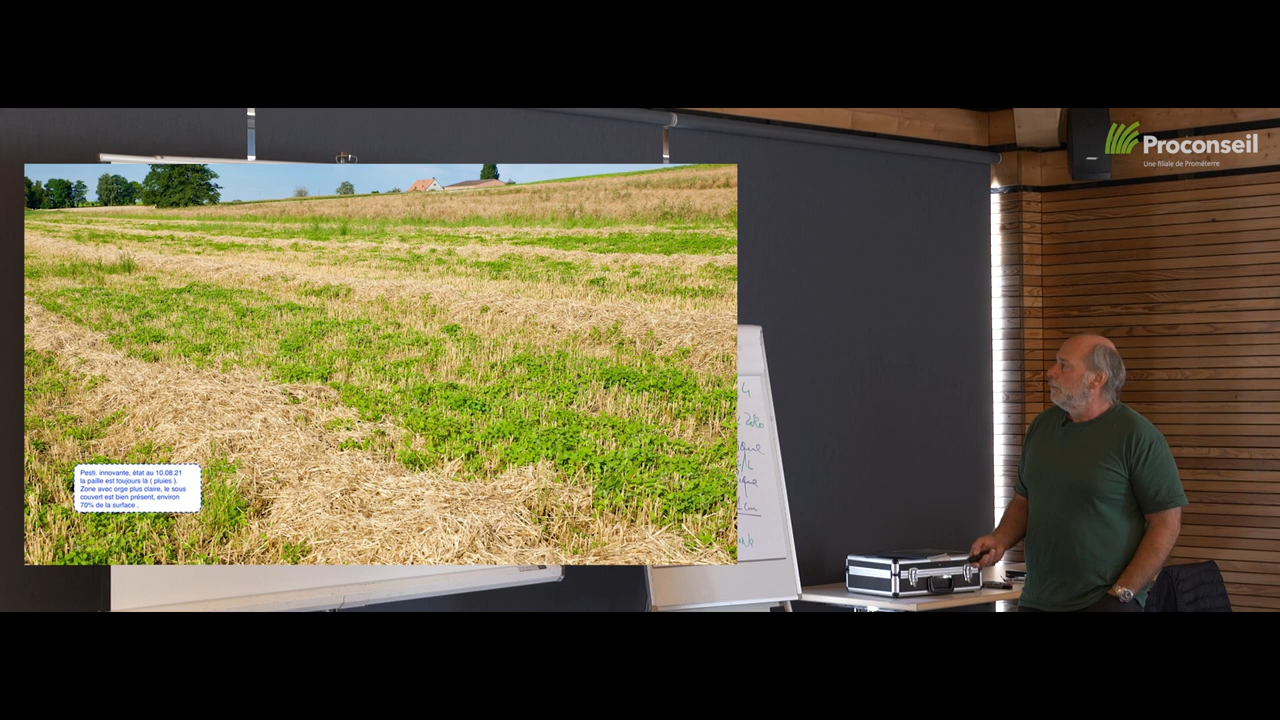 Proconseil
Une filiale de Prométerre
Pesti. innovante, état au 10.08.21
la paille est toujours là ( pluies ).
Zone avec orge plus claire, le sous
couvert est bien présent, environ
70% de la surface .